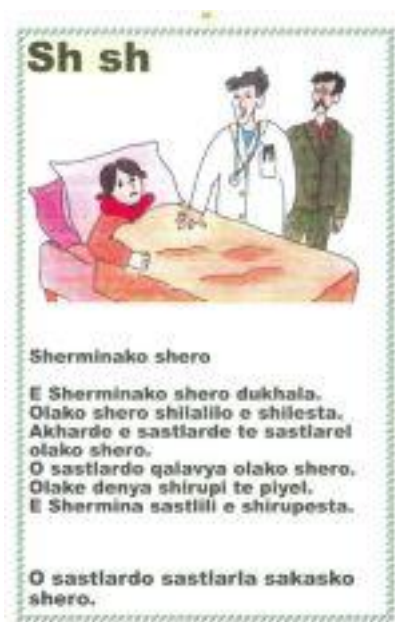 Sh sh
Sherminako shero
E Sherminako shero dukhala.
Olako shero shilalilo e shilesta.
Akharde e sastlarde te sastlarel
olako shero.
O sastlardo qalavya olako shero.
Olake denya shirupi te piyel.
E Shermina sastlili e shirupesta.
O sastlardo sastlarla sakasko
shero.